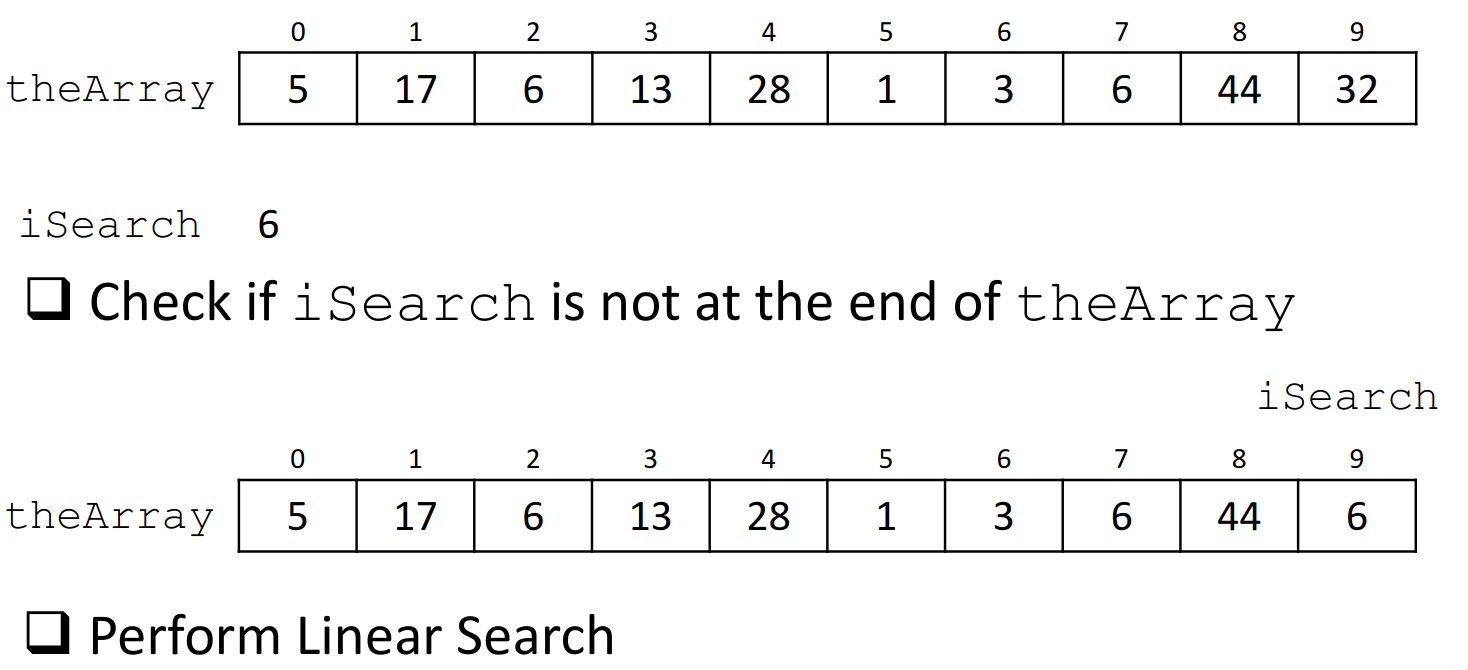 0 1 2 3 4 5 6 7 8 9
theArray 5 17 6 13 28 1 3 6 44 32
iSearch 6
❑ Check if iSearch is not at the end of theArray
iSearch
0 1 2 3 4 5 6 7 8 9
theArray 5 17 6 13 28 1 3 6 44 6
❑ Perform Linear Search